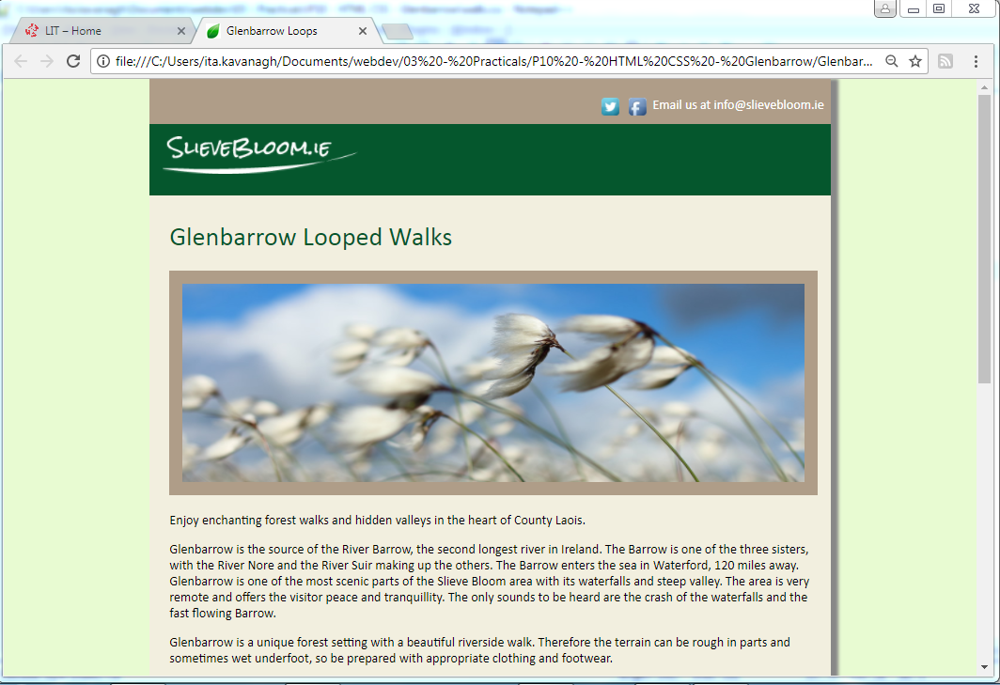 LIT – Home
Glenbarrow Loops
file:///C:/Users/ita.kavanagh/Documents/webdev/03%20-%20Practicals/P10%20-%20HTML%20CSS%20-%20Glenbarrow/Glenbar...
Email us at info@slievebloom.ie
SlieveBloom.ie
Glenbarrow Looped Walks
Enjoy enchanting forest walks and hidden valleys in the heart of County Laois.
Glenbarrow is the source of the River Barrow, the second longest river in Ireland. The Barrow is one of the three sisters,
with the River Nore and the River Suir making up the others. The Barrow enters the sea in Waterford, 120 miles away.
Glenbarrow is one of the most scenic parts of the Slieve Bloom area with its waterfalls and steep valley. The area is very
remote and offers the visitor peace and tranquillity. The only sounds to be heard are the crash of the waterfalls and the
fast flowing Barrow.
Glenbarrow is a unique forest setting with a beautiful riverside walk. Therefore the terrain can be rough in parts and
sometimes wet underfoot, so be prepared with appropriate clothing and footwear.